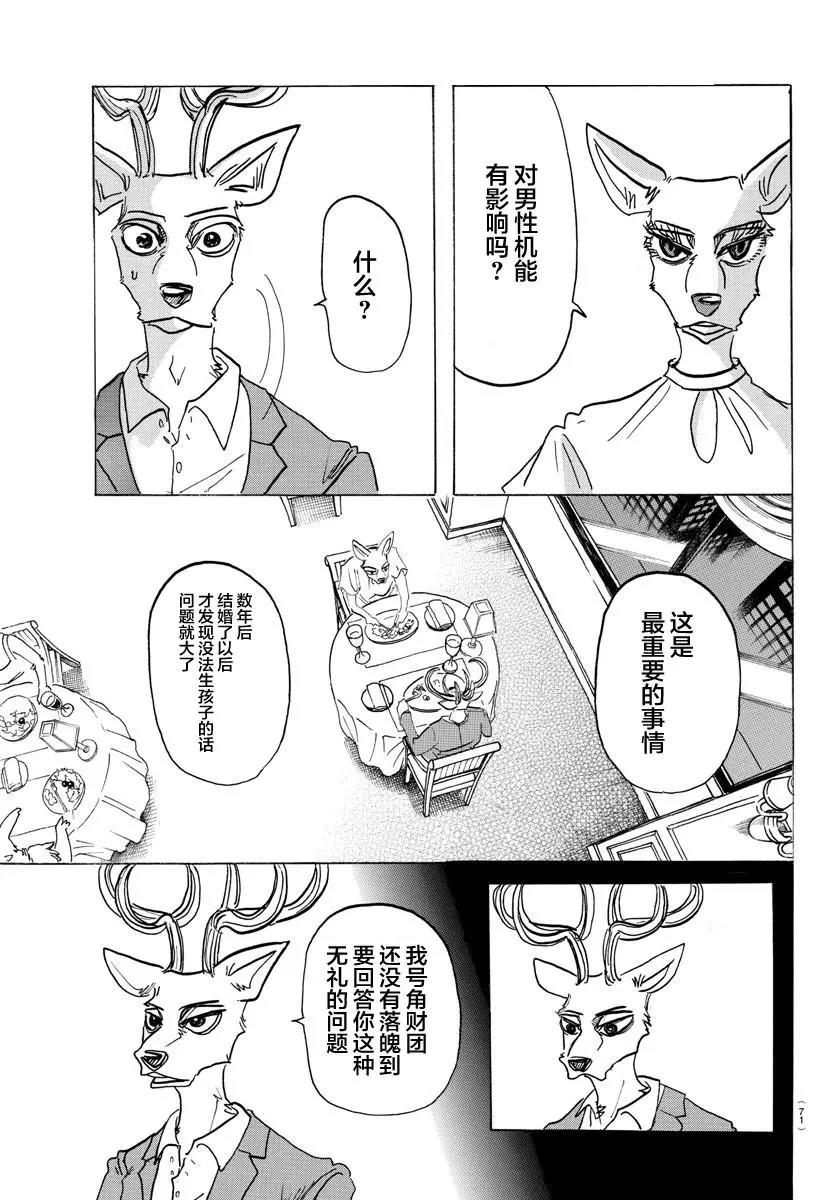 对男性机能
有影响吗？
什么？
这是
最重要的事情
数年后
结婚了以后
才发现没法生孩子的话
问题就大了
我号角财团
还没有落魄到
要回答你这种
无礼的问题
（71）